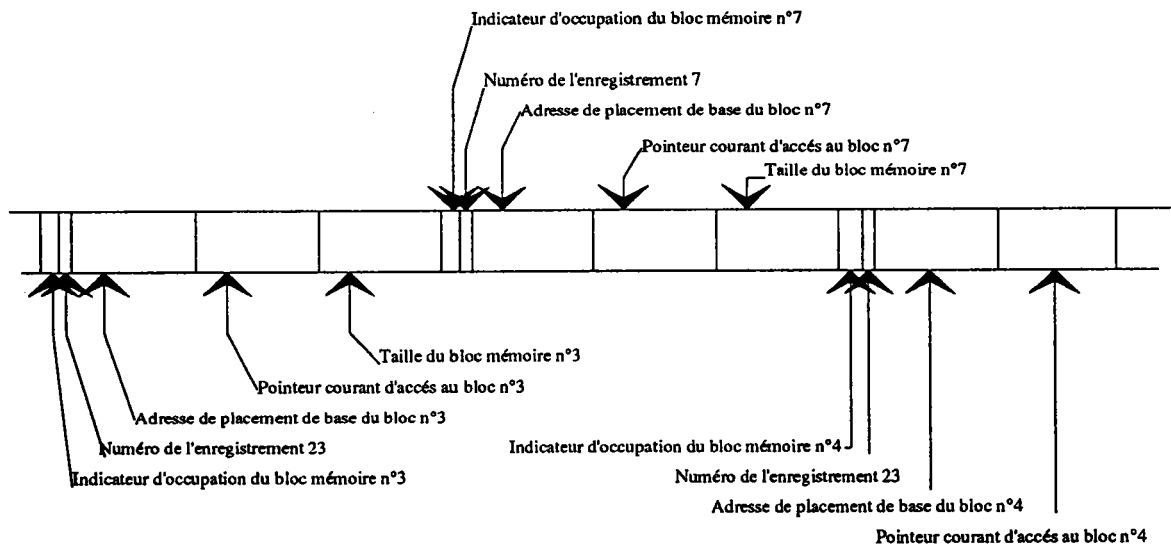 Indicateur d'occupation du bloc mémoire n°7
Numéro de l'enregistrement 7
Adresse de placement de base du bloc n°7
Pointeur courant d'accés au bloc n°7
Taille du bloc mémoire n°7
Taille du bloc mémoire n°3
Pointeur courant d'accés au bloc n°3
Adresse de placement de base du bloc n°3
Numéro de l'enregistrement 23
Indicateur d'occupation du bloc mémoire n°3
Indicateur d'occupation du bloc mémoire n°4
Numéro de l'enregistrement 23
Adresse de placement de base du bloc n°4
Pointeur courant d'accés au bloc n°4